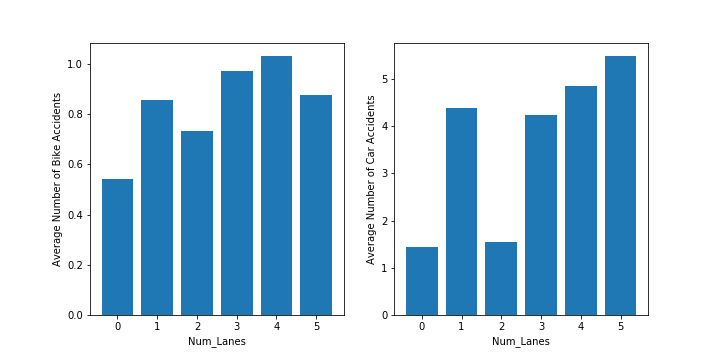 Average Number of Bike Accidents
1.0
0.8
0.6
0.4
0.2
0.0
0 1 2 3 4 5
Num_Lanes
Average Number of Car Accidents
5
4
3
2
1
0
0 1 2 3 4 5
Num_Lanes